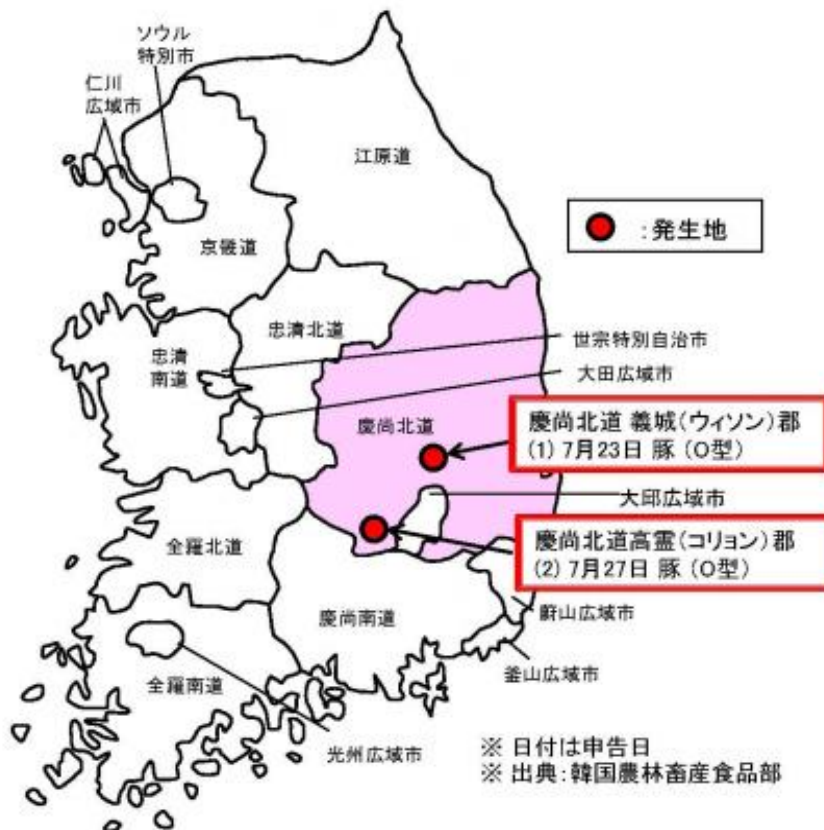 ソウル
特別市
仁川
広域市
江原道
：発生地
京畿道
忠清北道
忠清
南道
世宗特別自治市
大田広域市
慶尚北道
慶尚北道 義城（ウィソン）郡
(1) 7月23日 豚 (O型)
大邱広域市
慶尚北道高霊（コリョン）郡
(2) 7月27日 豚 (O型)
全羅北道
慶尚南道
蔚山広域市
釜山広域市
全羅南道
光州広域市
※ 日付は申告日
※ 出典：韓国農林畜産食品部